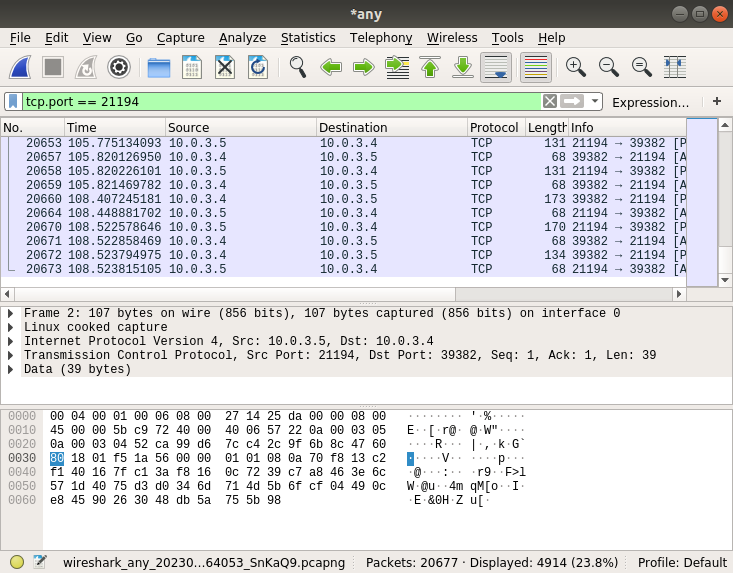 *any
File Edit View Go Capture Analyze Statistics Telephony Wireless Tools Help
tcp.port == 21194 Expression… +
No. Time Source Destination Protocol Length Info
20653 105.775134093 10.0.3.5 10.0.3.4 TCP 131 21194 → 39382 [P
20657 105.820126950 10.0.3.4 10.0.3.5 TCP 68 39382 → 21194 [A
20658 105.820226101 10.0.3.5 10.0.3.4 TCP 131 21194 → 39382 [P
20659 105.821469782 10.0.3.4 10.0.3.5 TCP 68 39382 → 21194 [A
20660 108.407245181 10.0.3.4 10.0.3.5 TCP 173 39382 → 21194 [P
20664 108.448881702 10.0.3.5 10.0.3.4 TCP 68 21194 → 39382 [A
20670 108.522578646 10.0.3.5 10.0.3.4 TCP 170 21194 → 39382 [P
20671 108.522858469 10.0.3.4 10.0.3.5 TCP 68 39382 → 21194 [A
20672 108.523794975 10.0.3.4 10.0.3.5 TCP 134 39382 → 21194 [P
20673 108.523815105 10.0.3.5 10.0.3.4 TCP 68 21194 → 39382 [A
Frame 2: 107 bytes on wire (856 bits), 107 bytes captured (856 bits) on interface 0
Linux cooked capture
Internet Protocol Version 4, Src: 10.0.3.5, Dst: 10.0.3.4
Transmission Control Protocol, Src Port: 21194, Dst Port: 39382, Seq: 1, Ack: 1, Len: 39
Data (39 bytes)
0000 00 04 00 01 00 06 08 00 27 14 25 da 00 00 08 00 ········ '·%·····
0010 45 00 00 5b c9 72 40 00 40 06 57 22 0a 00 03 05 E··[·r@· @·W"····
0020 0a 00 03 04 52 ca 99 d6 7c c4 2c 9f 6b 8c 47 60 ····R··· |·,·k·G`
0030 80 18 01 f5 1a 56 00 00 01 01 08 0a 70 f8 13 c2 ·····V·· ····p···
0040 f1 40 16 7f c1 3a f8 16 0c 72 39 c7 a8 46 3e 6c ·@···:·· ·r9··F>l
0050 57 1d 40 75 d3 d0 34 6d 71 4d 5b 6f cf 04 49 0c W·@u··4m qM[o··I·
0060 e8 45 90 26 30 48 db 5a 75 5b 98 ·E·&0H·Z u[·
wireshark_any_20230…64053_SnKaQ9.pcapng Packets: 20677 · Displayed: 4914 (23.8%) Profile: Default